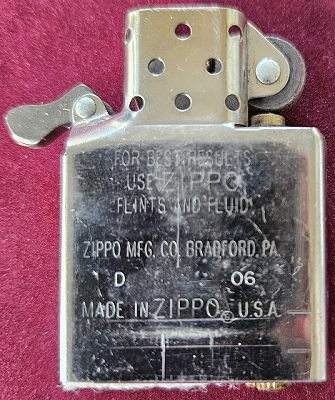 FOR BEST RESULTS
USE ZIPPO
FLINTS AND FLUID
ZIPPO MFG. CO. BRADFORD, PA.
D 06
MADE IN ZIPPO® U.S.A.